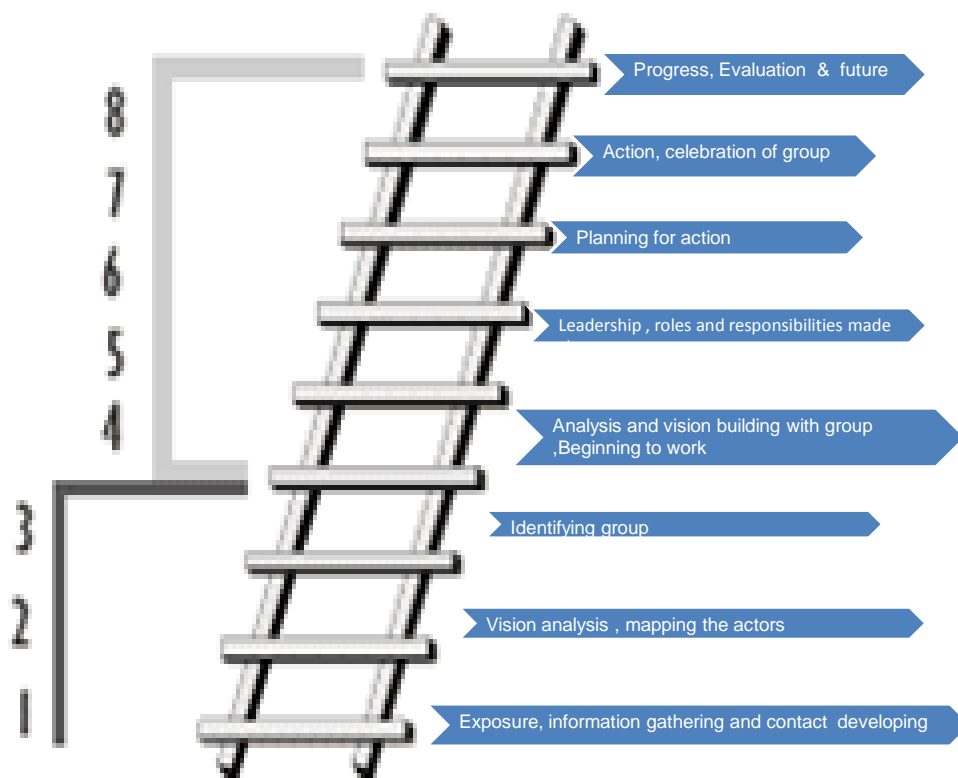 Progress, Evaluation & future
8
Action, celebration of group
7
Planning for action
6
Leadership , roles and responsibilities made
5
4
Analysis and vision building with group
,Beginning to work
3
Identifying group
2
Vision analysis , mapping the actors
1
Exposure, information gathering and contact developing